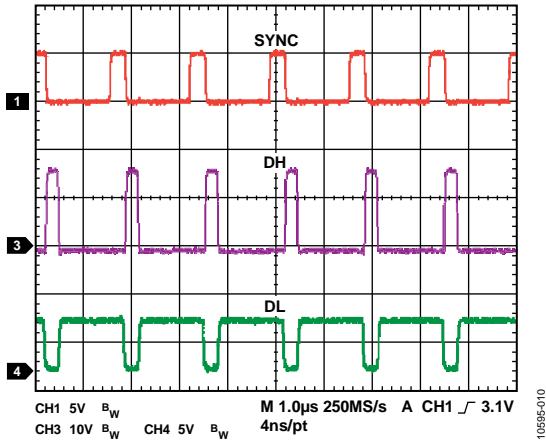 SYNC
1
DH
3
DL
4
CH1 5V BW M 1.0µs 250MS/s A CH1 3.1V
CH3 10V BW CH4 5V BW 4ns/pt
10595-010